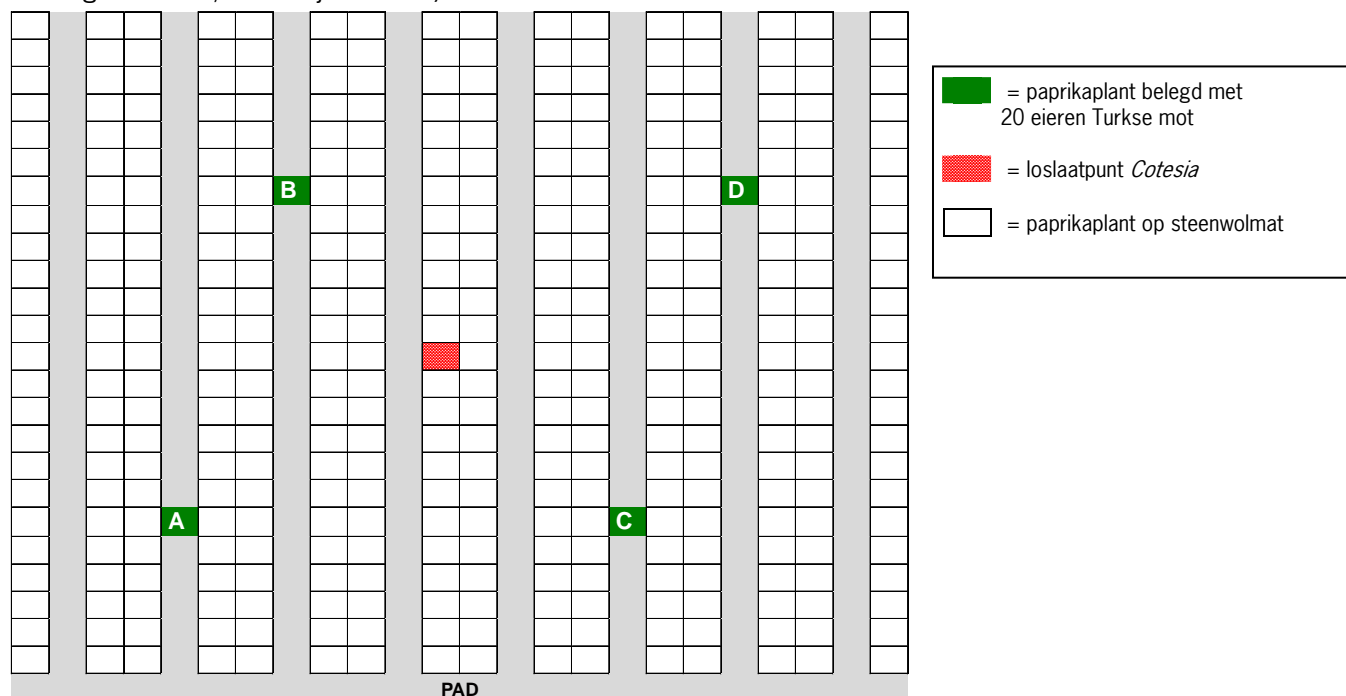 = paprikaplant belegd met
20 eieren Turkse mot
B
D
= loslaatpunt Cotesia
= paprikaplant op steenwolmat
A
C
PAD